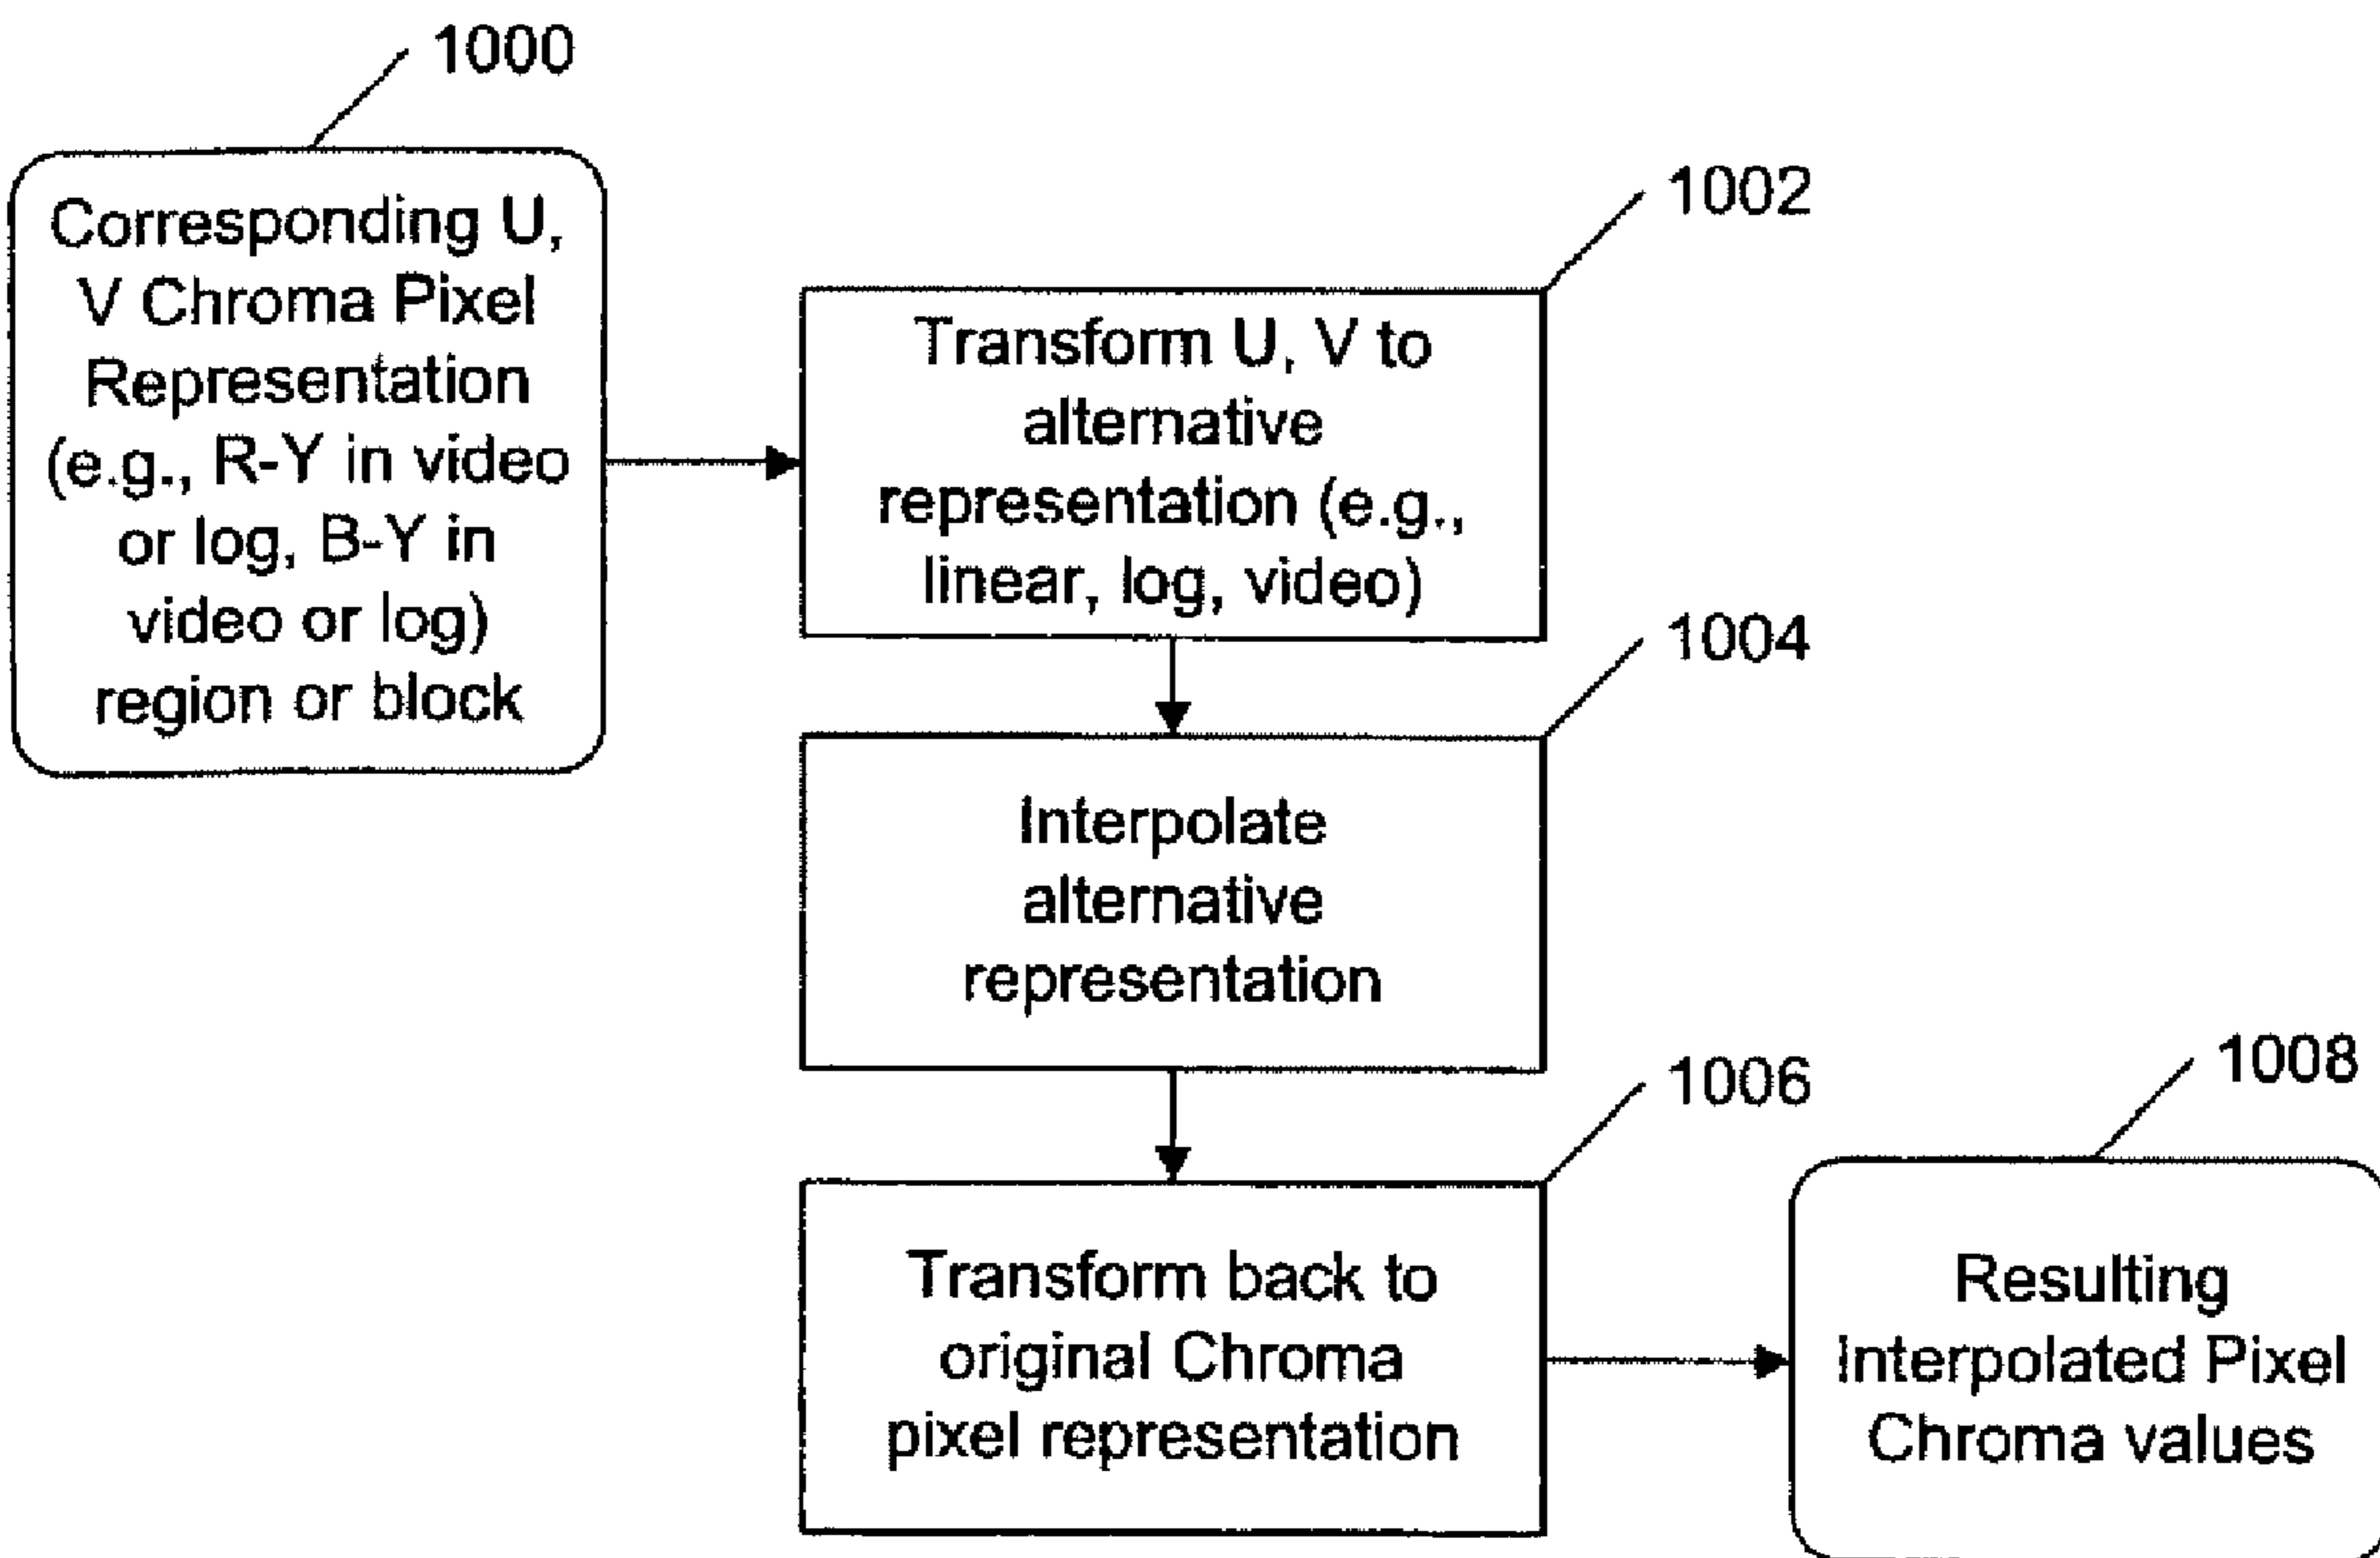 1000
Corresponding U,
V Chroma Pixel
Representation
(e.g., R-Y in video
or log, B-Y in
video or log)
region or block
1002
Transform U, V to
alternative
representation (e.g.,
linear, log, video)
1004
Interpolate
alternative
representation
1006
Transform back to
original Chroma
pixel representation
1008
Resulting
Interpolated Pixel
Chroma values